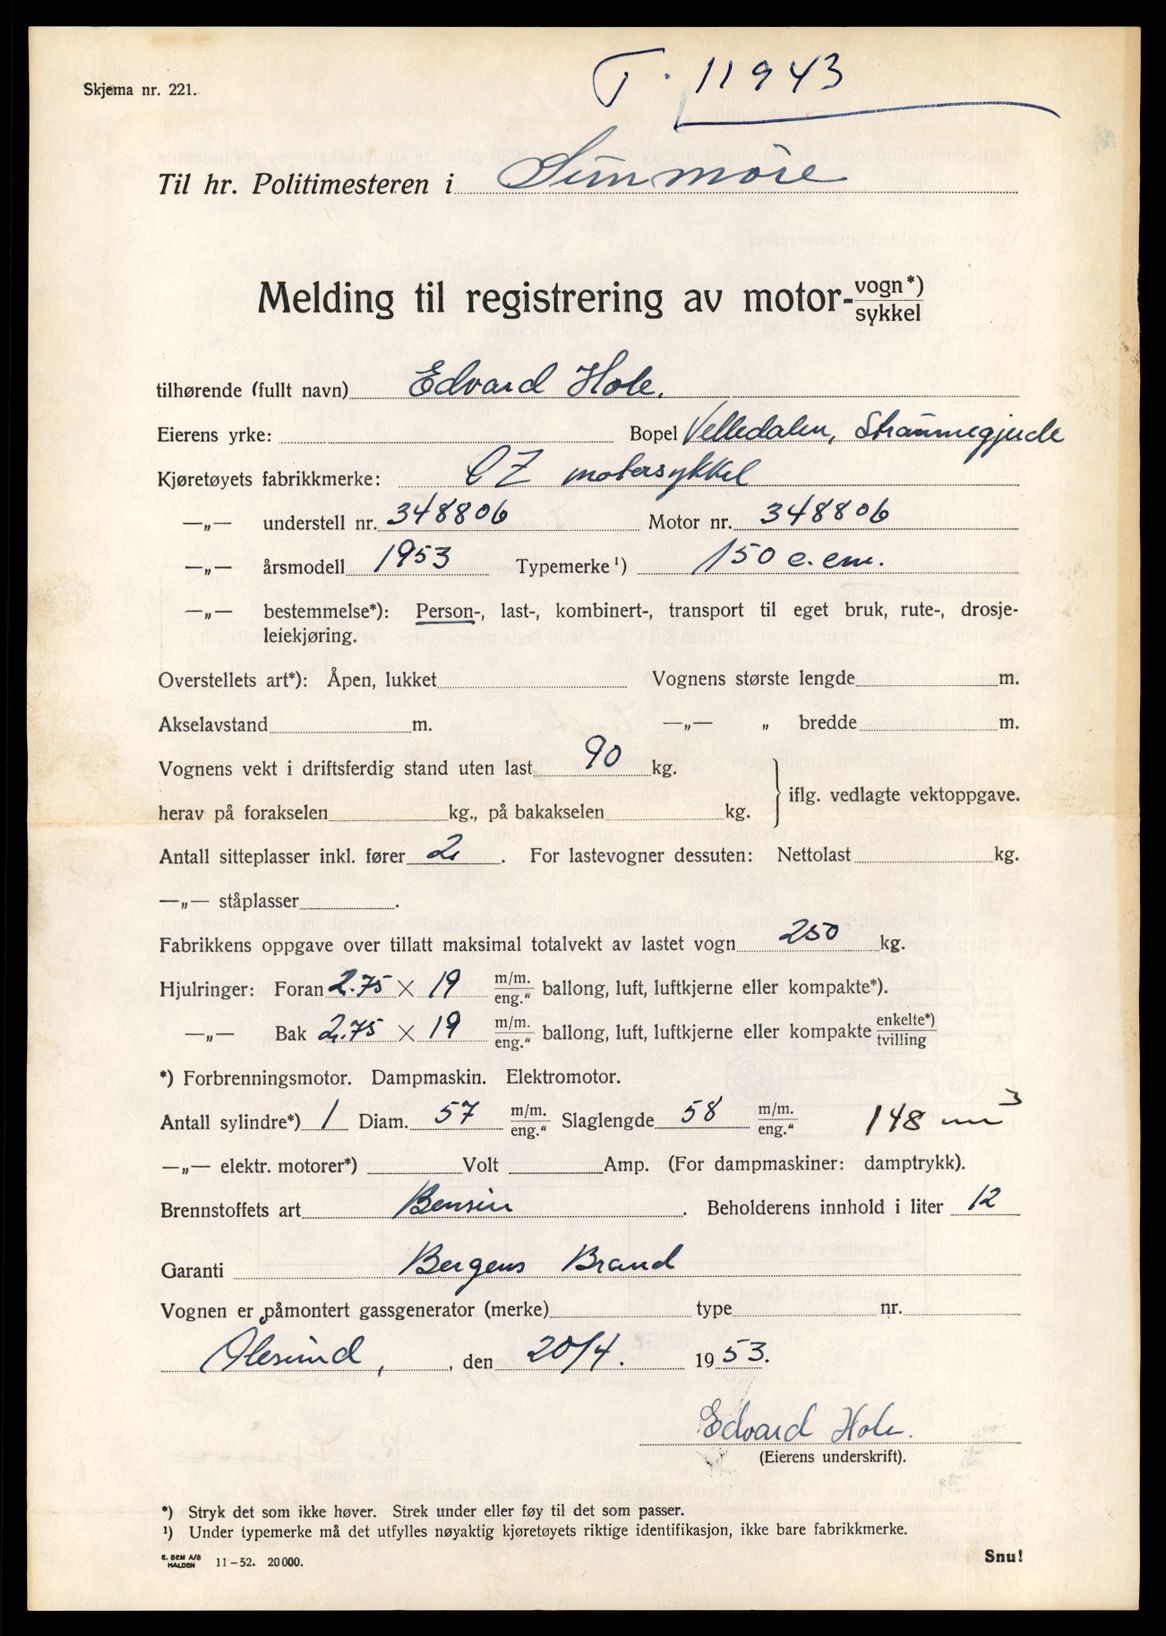 T. 11943
Skjema nr. 221.
Til hr. Politimesteren i Sunnmöre
Melding til registrering av motor-vogn*) sykkel
tilhørende (fullt navn) Edvard Hole.
Eierens yrke: Bopel Velledalen, Straumegjerde
Kjøretøyets fabrikkmerke: CZ motorsykkel
—„— understell nr. 348806 Motor nr. 348806
—„— årsmodell 1953 Typemerke¹) 150 c.cm.
—„— bestemmelse*): Person-, last-, kombinert-, transport til eget bruk, rute-, drosje-
leiekjøring.
Overstellets art*): Åpen, lukket Vognens største lengde m.
Akselavstand m. —„— „ bredde m.
Vognens vekt i driftsferdig stand uten last 90 kg.
iflg. vedlagte vektoppgave.
herav på forakselen kg., på bakakselen kg.
Antall sitteplasser inkl. fører 2 . For lastevogner dessuten: Nettolast kg.
—„— ståplasser .
Fabrikkens oppgave over tillatt maksimal totalvekt av lastet vogn 250 kg.
Hjulringer: Foran 2.75 × 19 m/m. eng.“ ballong, luft, luftkjerne eller kompakte*).
—„— Bak 2.75 × 19 m/m. eng.“ ballong, luft, luftkjerne eller kompakte enkelte*) tvilling
*) Forbrenningsmotor. Dampmaskin. Elektromotor.
Antall sylindre*) 1 Diam. 57 m/m. eng.“ Slaglengde 58 m/m. eng.“ 148 cm³
—„— elektr. motorer*) Volt Amp. (For dampmaskiner: damptrykk).
Brennstoffets art Bensin . Beholderens innhold i liter 12
Garanti Bergens Brand
Vognen er påmontert gassgenerator (merke) type nr.
Ålesund, , den 20/4. 1953.
Edvard Hole.
(Eierens underskrift).
*) Stryk det som ikke høver. Strek under eller føy til det som passer.
¹) Under typemerke må det utfylles nøyaktig kjøretøyets riktige identifikasjon, ikke bare fabrikkmerke.
E. SEM A/S HALDEN 11-52. 20000. Snu!